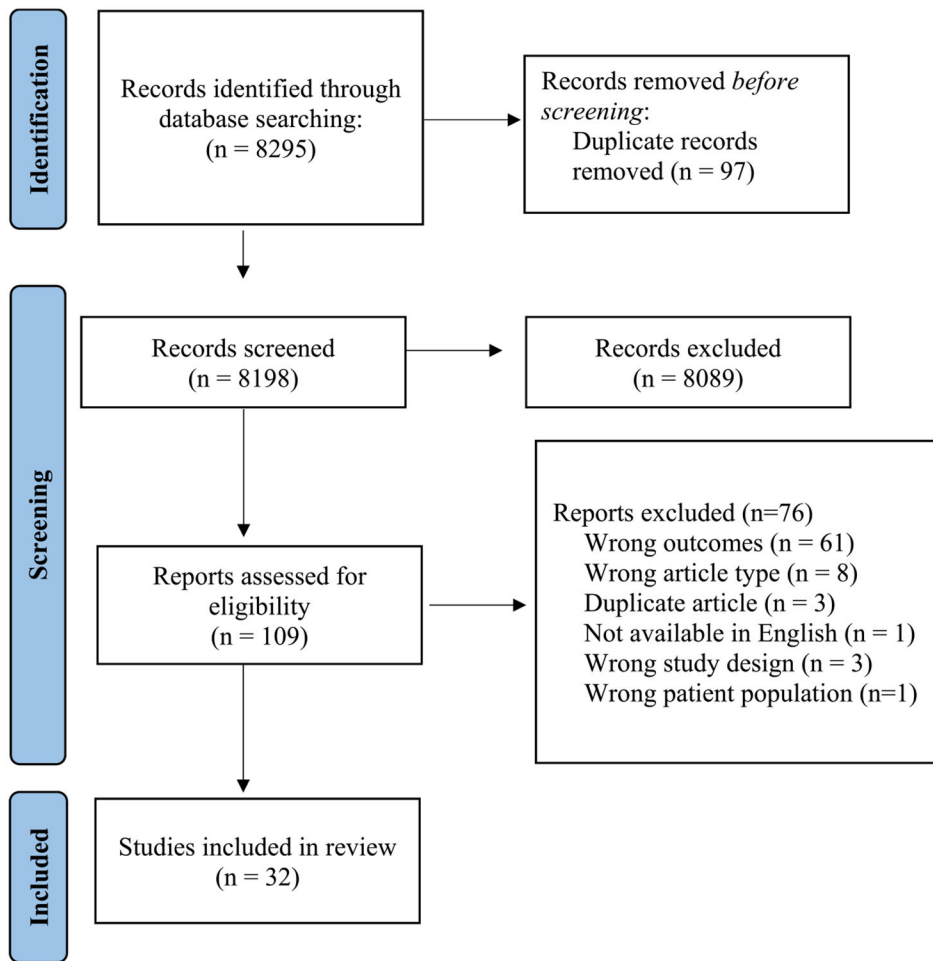 Identification
Records identified through
database searching:
(n = 8295)
Records removed before
screening:
Duplicate records
removed (n = 97)
Screening
Records screened
(n = 8198)
Records excluded
(n = 8089)
Reports assessed for
eligibility
(n = 109)
Reports excluded (n=76)
Wrong outcomes (n = 61)
Wrong article type (n = 8)
Duplicate article (n = 3)
Not available in English (n = 1)
Wrong study design (n = 3)
Wrong patient population (n=1)
Included
Studies included in review
(n = 32)